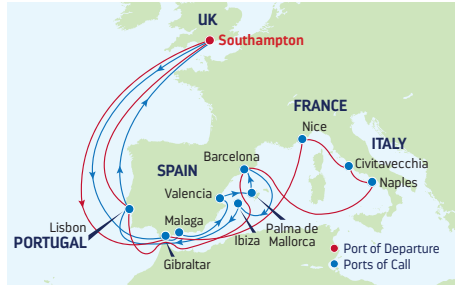 UK
Southampton
FRANCE
Nice
ITALY
Barcelona
Civitavecchia
SPAIN
Naples
Valencia
Malaga
Lisbon
PORTUGAL
Ibiza
Palma de
Mallorca
Gibraltar
Port of Departure
Ports of Call